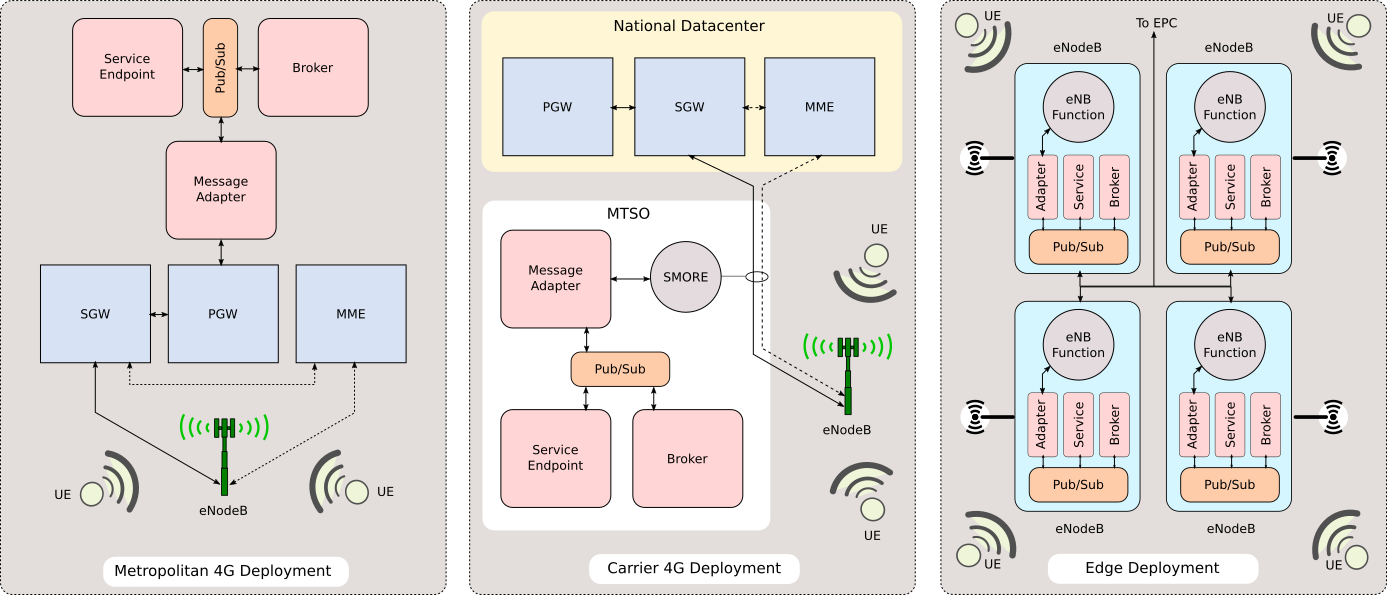 Service
Endpoint
Pub/Sub
Broker
Message
Adapter
SGW
PGW
MME
UE
UE
eNodeB
Metropolitan 4G Deployment
National Datacenter
PGW
SGW
MME
MTSO
Message
Adapter
SMORE
Pub/Sub
Service
Endpoint
Broker
UE
eNodeB
UE
Carrier 4G Deployment
To EPC
UE
UE
eNodeB
eNodeB
eNB
Function
Adapter
Service
Broker
Pub/Sub
eNB
Function
Adapter
Service
Broker
Pub/Sub
eNB
Function
Adapter
Service
Broker
Pub/Sub
eNB
Function
Adapter
Service
Broker
Pub/Sub
eNodeB
eNodeB
UE
UE
Edge Deployment